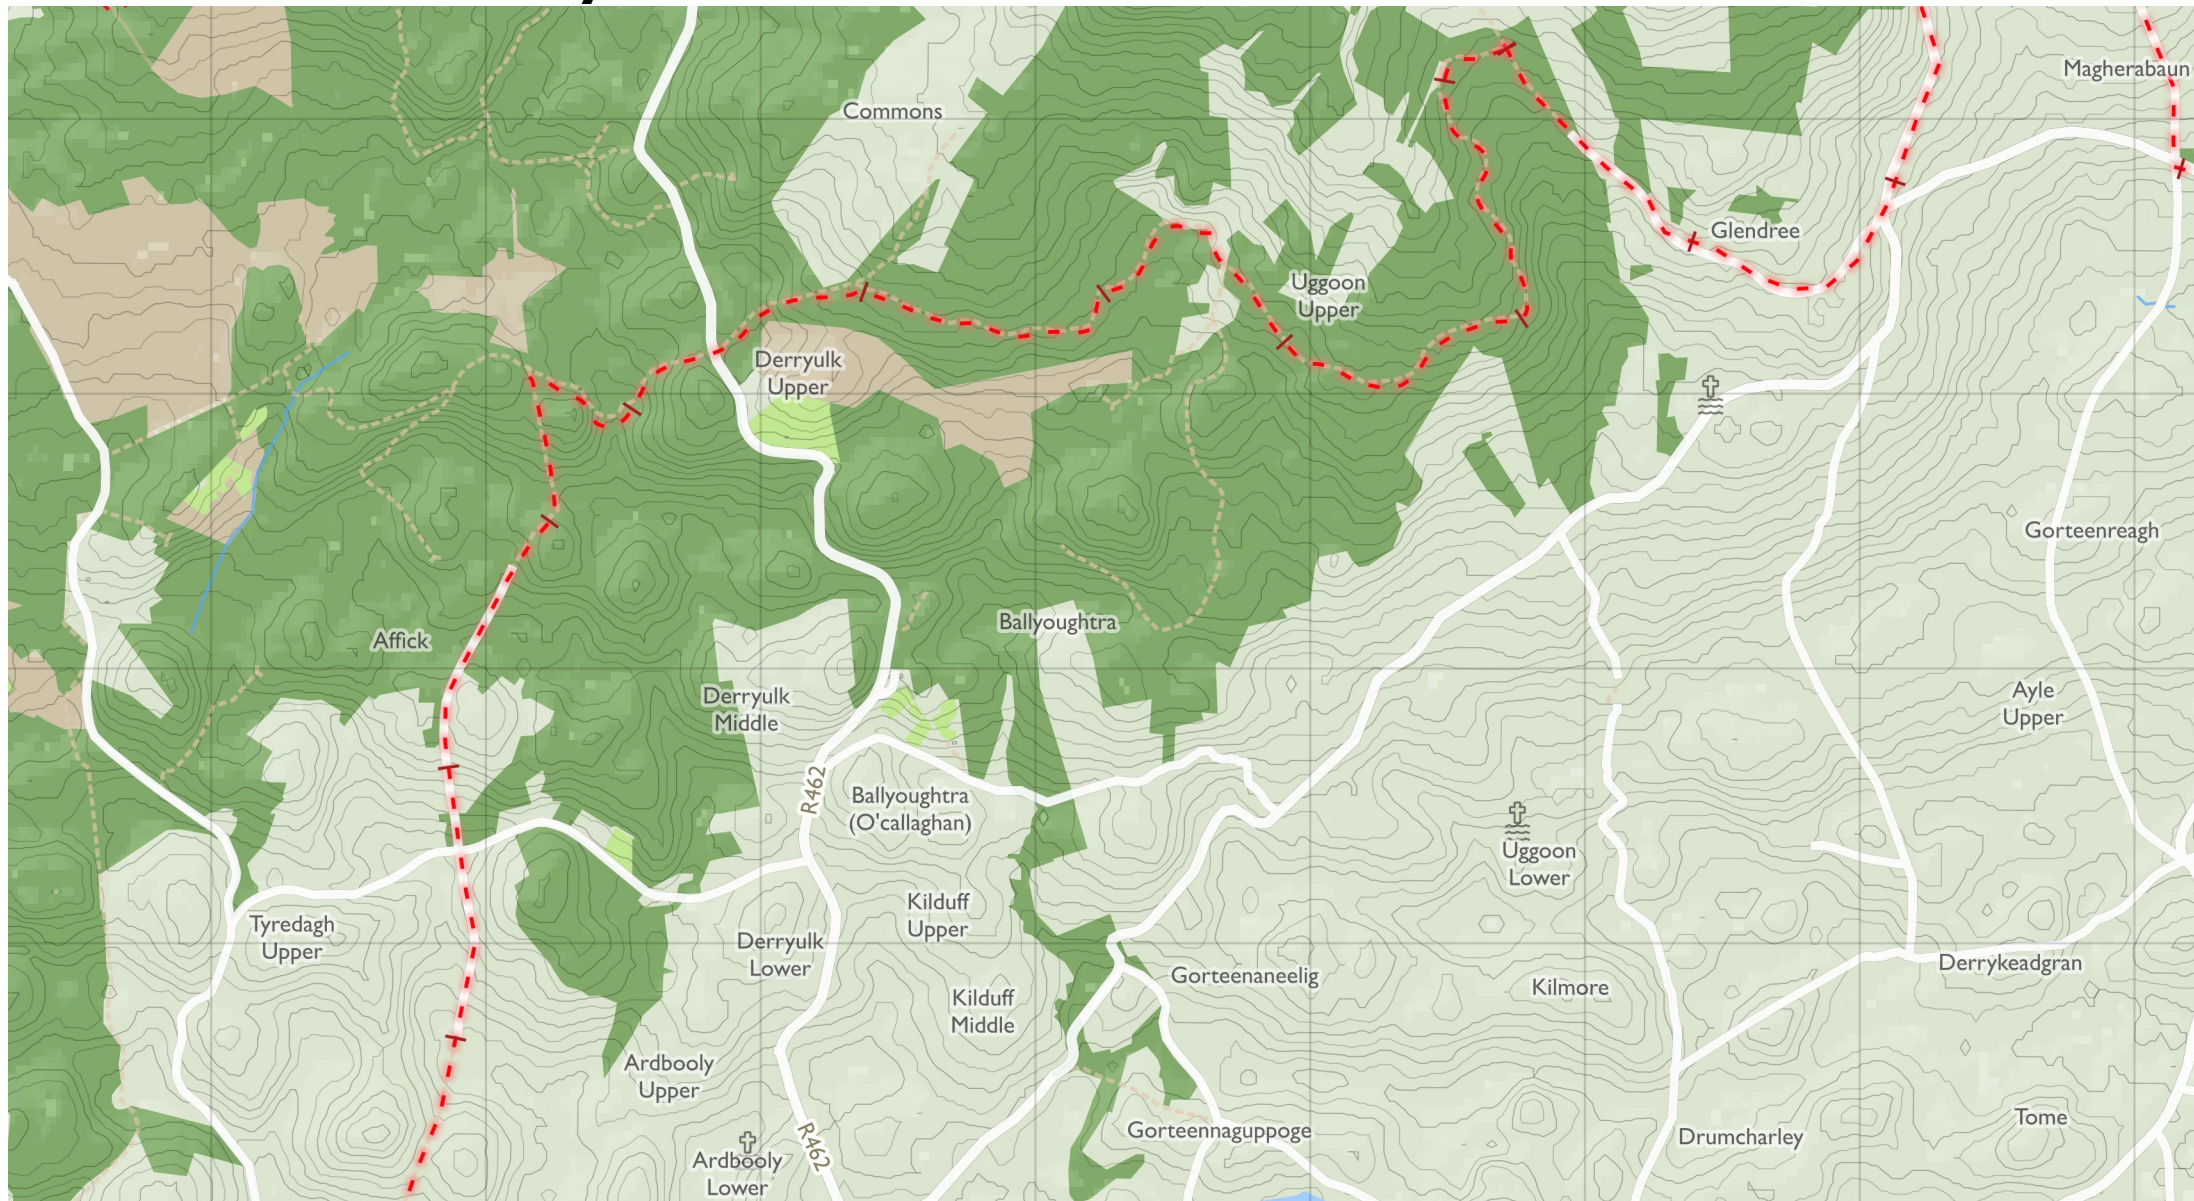 Magherabaun
Commons
Glendree
Uggoon
Upper
Derryulk
Upper
Gorteenreagh
Ballyoughtra
Affick
Derryulk
Middle
Ayle
Upper
R462
Ballyoughtra
(O'callaghan)
Uggoon
Lower
Kilduff
Upper
Tyredagh
Upper
Derryulk
Lower
Derrykeadgran
Gorteenaneelig
Kilmore
Kilduff
Middle
Ardbooly
Upper
Tome
Gorteennaguppoge
Drumcharley
R462
Ardbooly
Lower